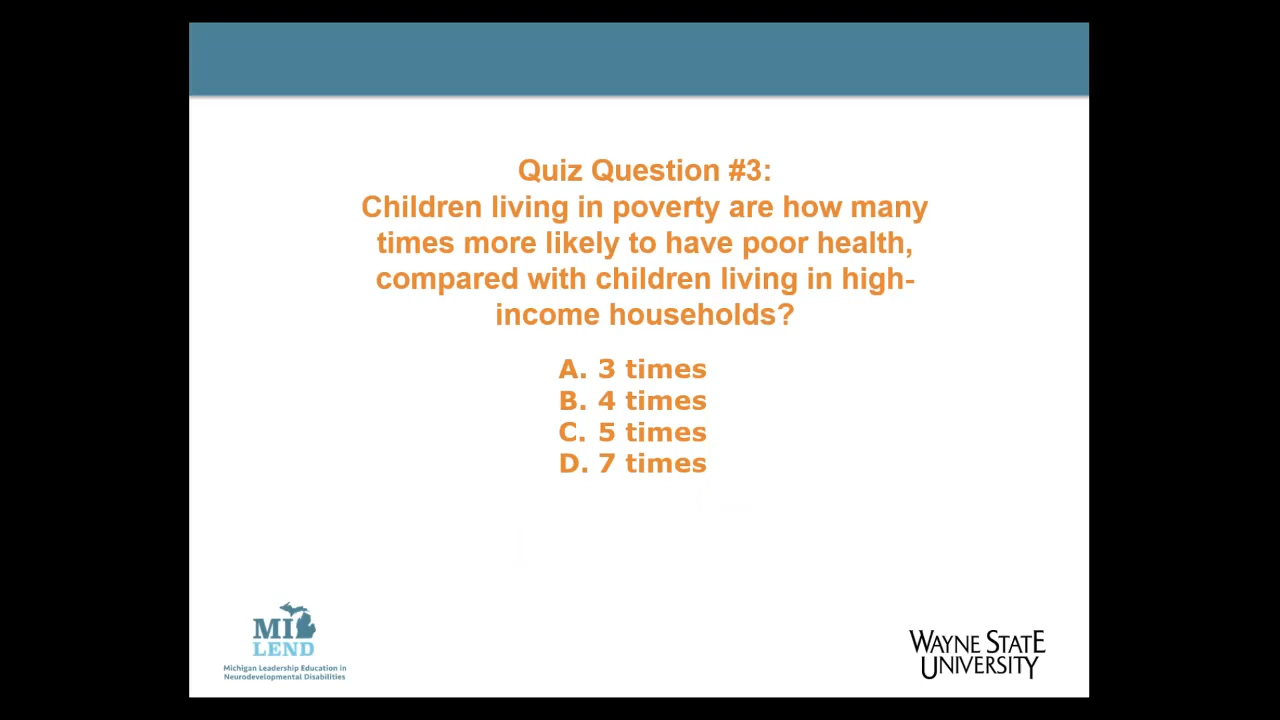 Quiz Question #3:
Children living in poverty are how many
times more likely to have poor health,
compared with children living in high-
income households?
A. 3 times
B. 4 times
C. 5 times
D. 7 times
MI
LEND
Michigan Leadership Education in
Neurodevelopmental Disabilities
WAYNE STATE
UNIVERSITY